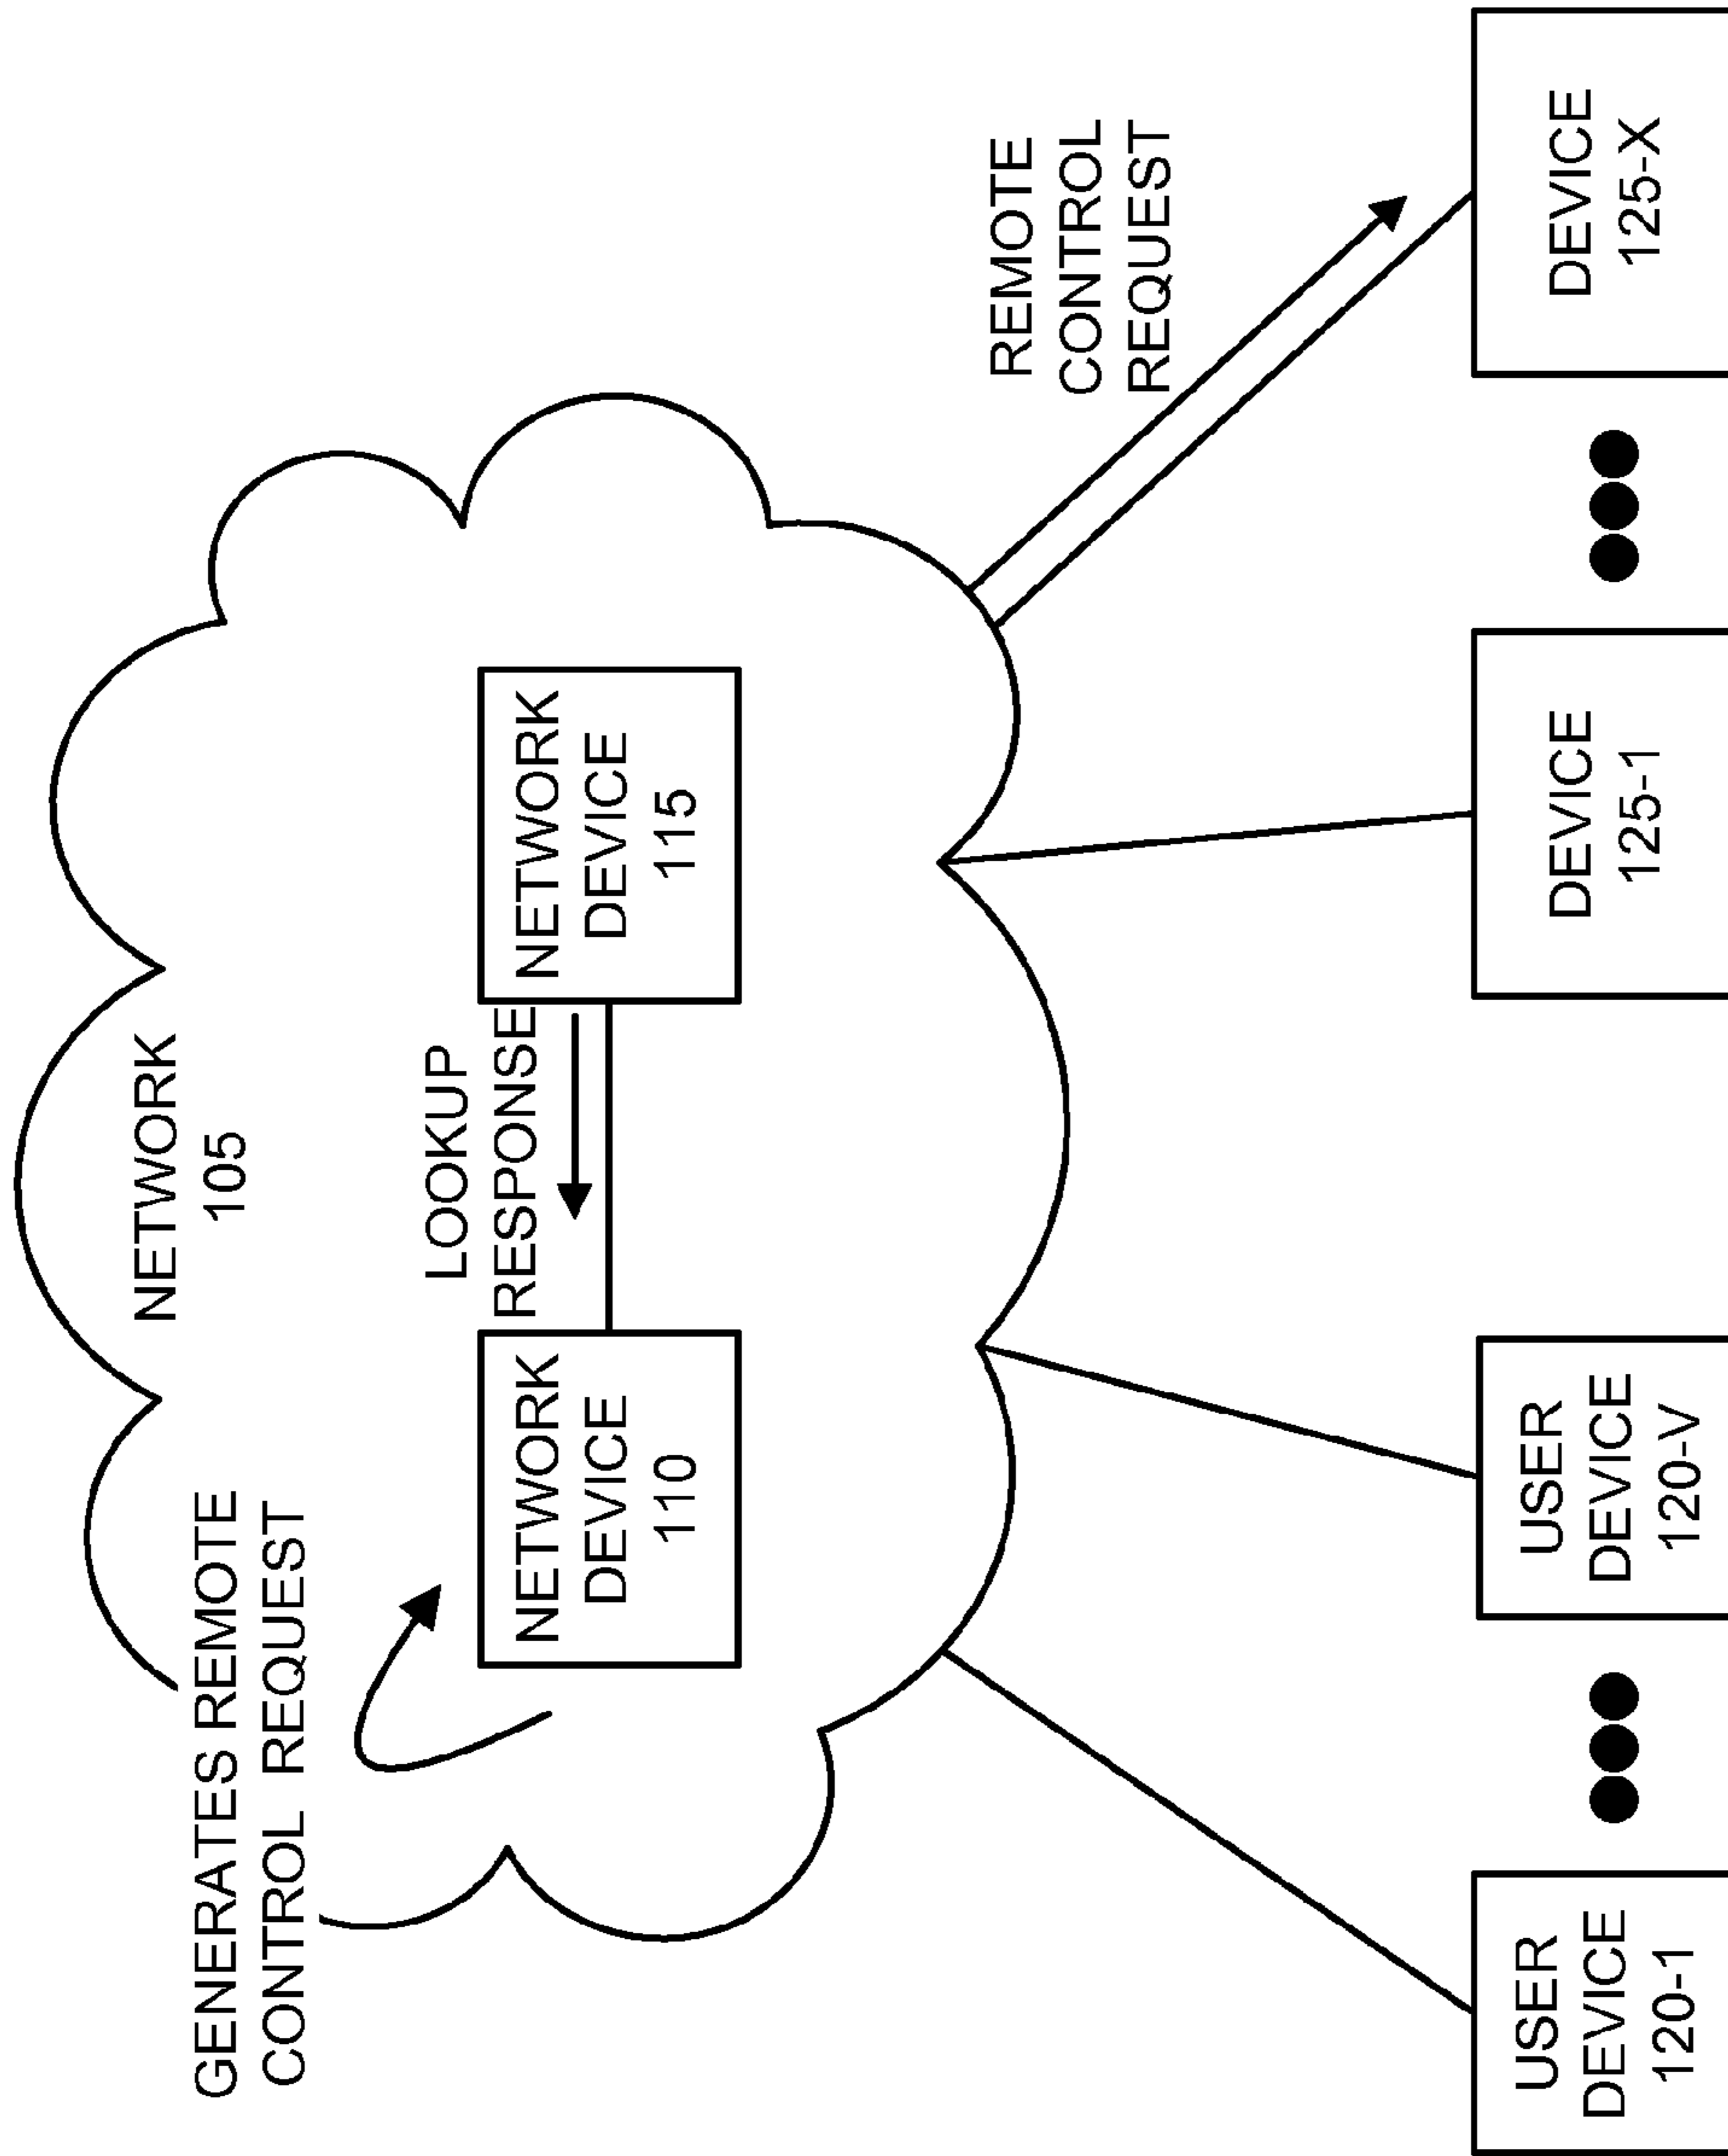 NETWORK
105
GENERATES REMOTE
CONTROL REQUEST
LOOKUP
RESPONSE
NETWORK
DEVICE
110
NETWORK
DEVICE
115
REMOTE
CONTROL
REQUEST
USER
DEVICE
120-1
USER
DEVICE
120-V
DEVICE
125-1
DEVICE
125-X